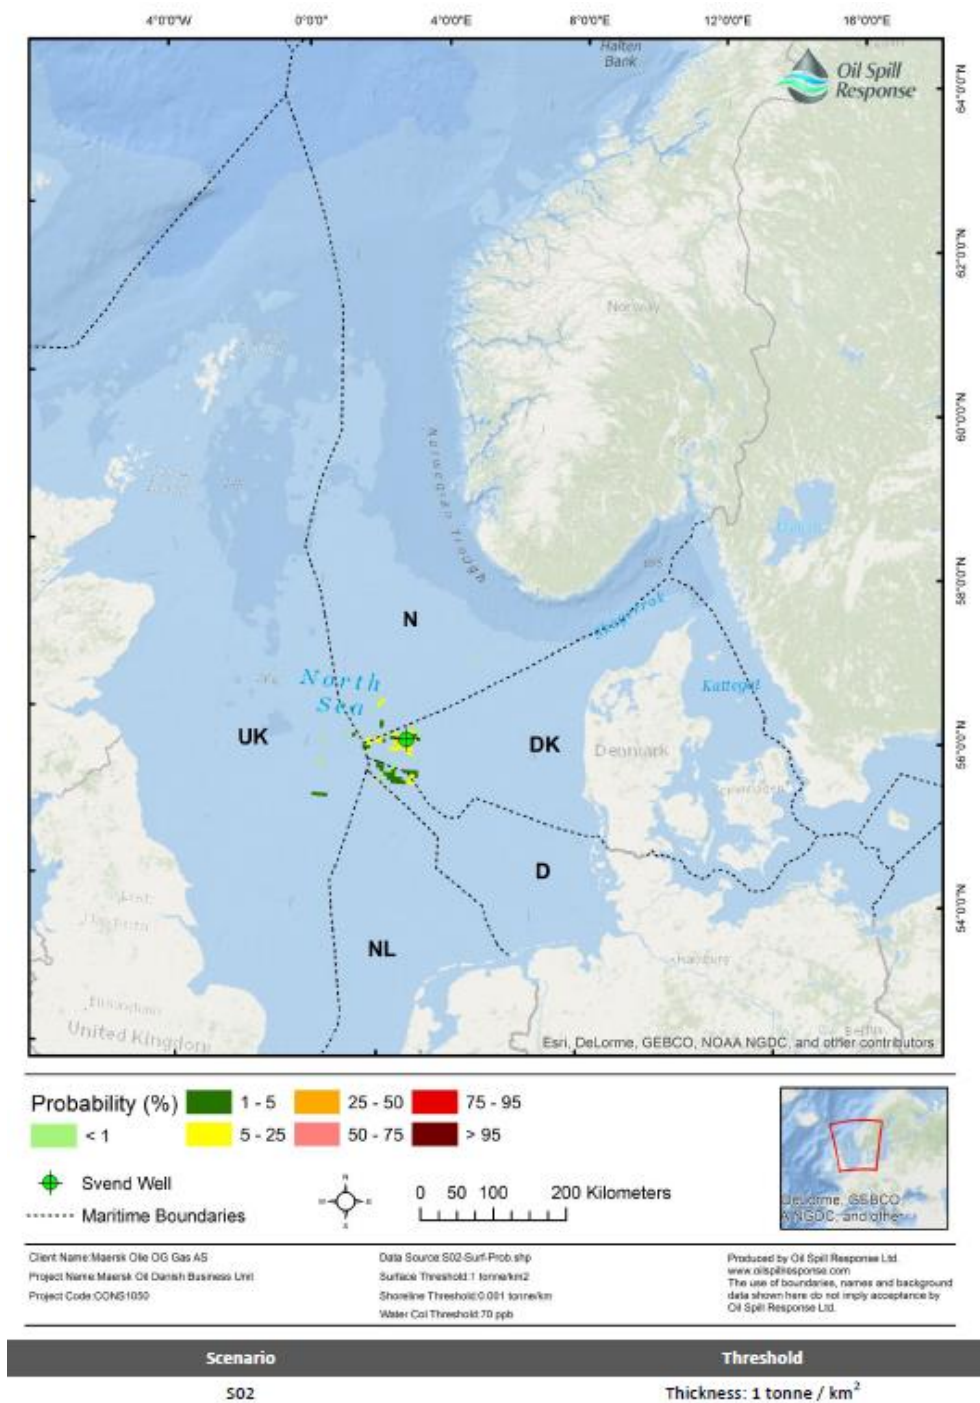 4°0'0"W 0°0'0" 4°0'0"E 8°0'0"E 12°0'0"E 16°0'0"E
Halten
Bank
Oil Spill
Response
64°0'0"N
62°0'0"N
Norway
60°0'0"N
Norwegian Trough
58°0'0"N
Skagerrak
N
North
Sea
Kattegat
UK
DK
Denmark
56°0'0"N
D
54°0'0"N
NL
Hamburg
Berlin
United Kingdom
Esri, DeLorme, GEBCO, NOAA NGDC, and other contributors
Probability (%)
< 1
1 - 5
5 - 25
25 - 50
50 - 75
75 - 95
> 95
Svend Well
Maritime Boundaries
N
0 50 100 200 Kilometers
DeLorme, GEBCO
A NGDC, and other
Client Name:Maersk Olie OG Gas AS
Project Name:Maersk Oil Danish Business Unit
Project Code:CONS1050
Data Source:S02-Surf-Prob.shp
Surface Threshold:1 tonne/km2
Shoreline Threshold:0.001 tonne/km
Water Col Threshold:70 ppb
Produced by Oil Spill Response Ltd.
www.oilspillresponse.com
The use of boundaries, names and background
data shown here do not imply acceptance by
Oil Spill Response Ltd.
Scenario Threshold
S02 Thickness: 1 tonne / km²